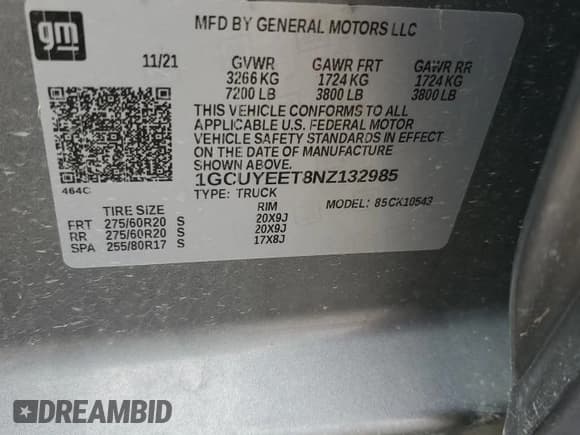 gm
MFD BY GENERAL MOTORS LLC
11/21 GVWR GAWR FRT GAWR RR
3266 KG 1724 KG 1724 KG
7200 LB 3800 LB 3800 LB
THIS VEHICLE CONFORMS TO ALL
APPLICABLE U.S. FEDERAL MOTOR
VEHICLE SAFETY STANDARDS IN EFFECT
ON THE DATE OF MANUFACTURE
SHOWN ABOVE.
464C 1GCUYEET8NZ132985
TYPE: TRUCK MODEL: 85CK10543
TIRE SIZE RIM
FRT 275/60R20 S 20X9J
RR 275/60R20 S 20X9J
SPA 255/80R17 S 17X8J
DREAMBID